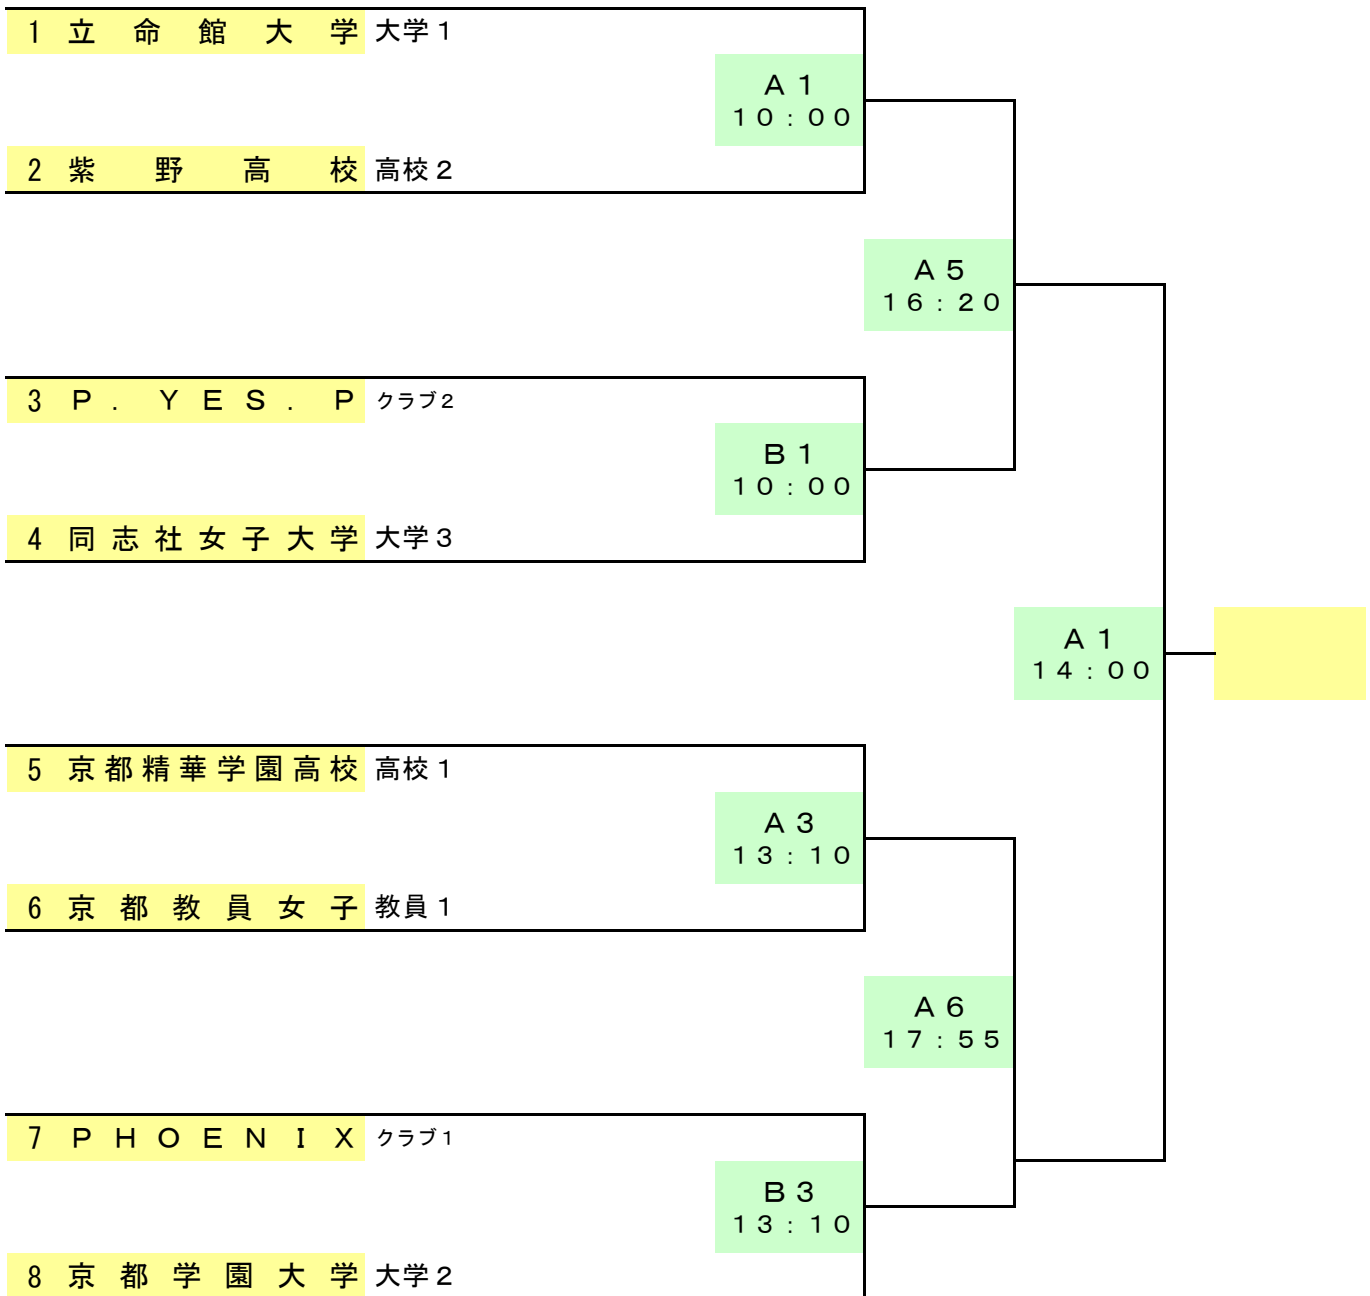 1 立命館大学 大学１
Ａ１
１０：００
2 紫野高校 高校２
Ａ５
１６：２０
3 Ｐ．ＹＥＳ．Ｐ クラブ２
Ｂ１
１０：００
4 同志社女子大学 大学３
Ａ１
１４：００
5 京都精華学園高校 高校１
Ａ３
１３：１０
6 京都教員女子 教員１
Ａ６
１７：５５
7 ＰＨＯＥＮＩＸ クラブ１
Ｂ３
１３：１０
8 京都学園大学 大学２